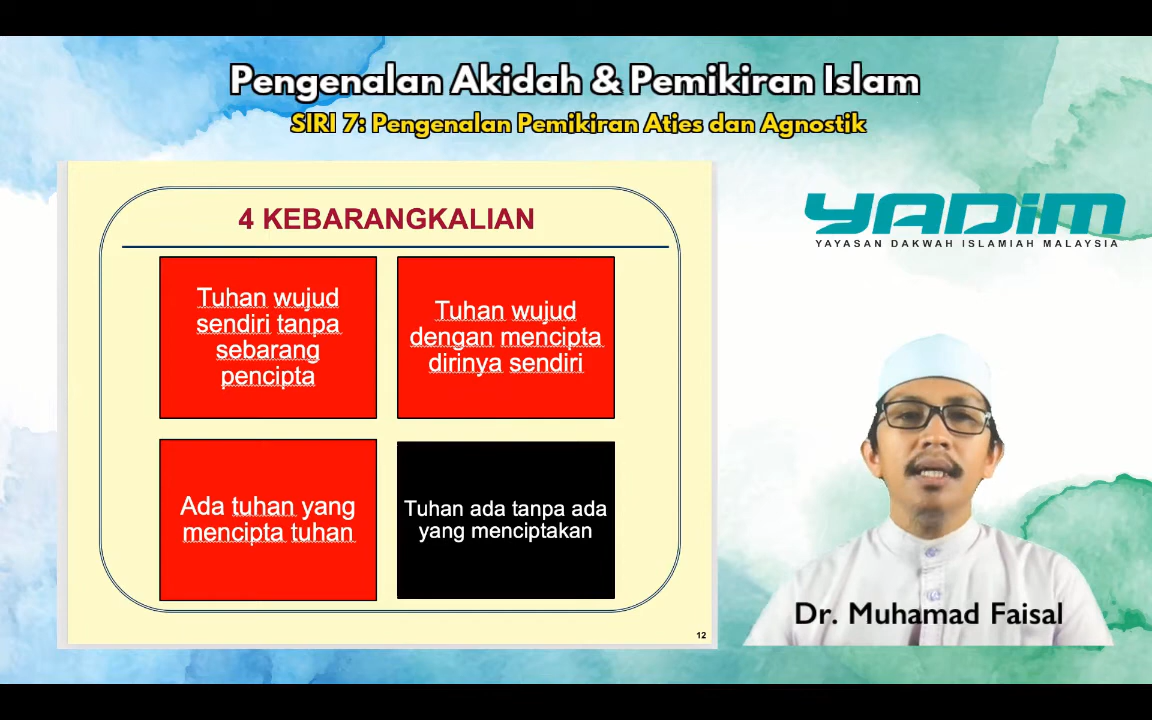 Pengenalan Akidah & Pemikiran Islam
SIRI 7: Pengenalan Pemikiran Aties dan Agnostik
4 KEBARANGKALIAN
Tuhan wujud
sendiri tanpa
sebarang
pencipta
Tuhan wujud
dengan mencipta
dirinya sendiri
Ada tuhan yang
mencipta tuhan
Tuhan ada tanpa ada
yang menciptakan
12
YADIM
YAYASAN DAKWAH ISLAMIAH MALAYSIA
Dr. Muhamad Faisal